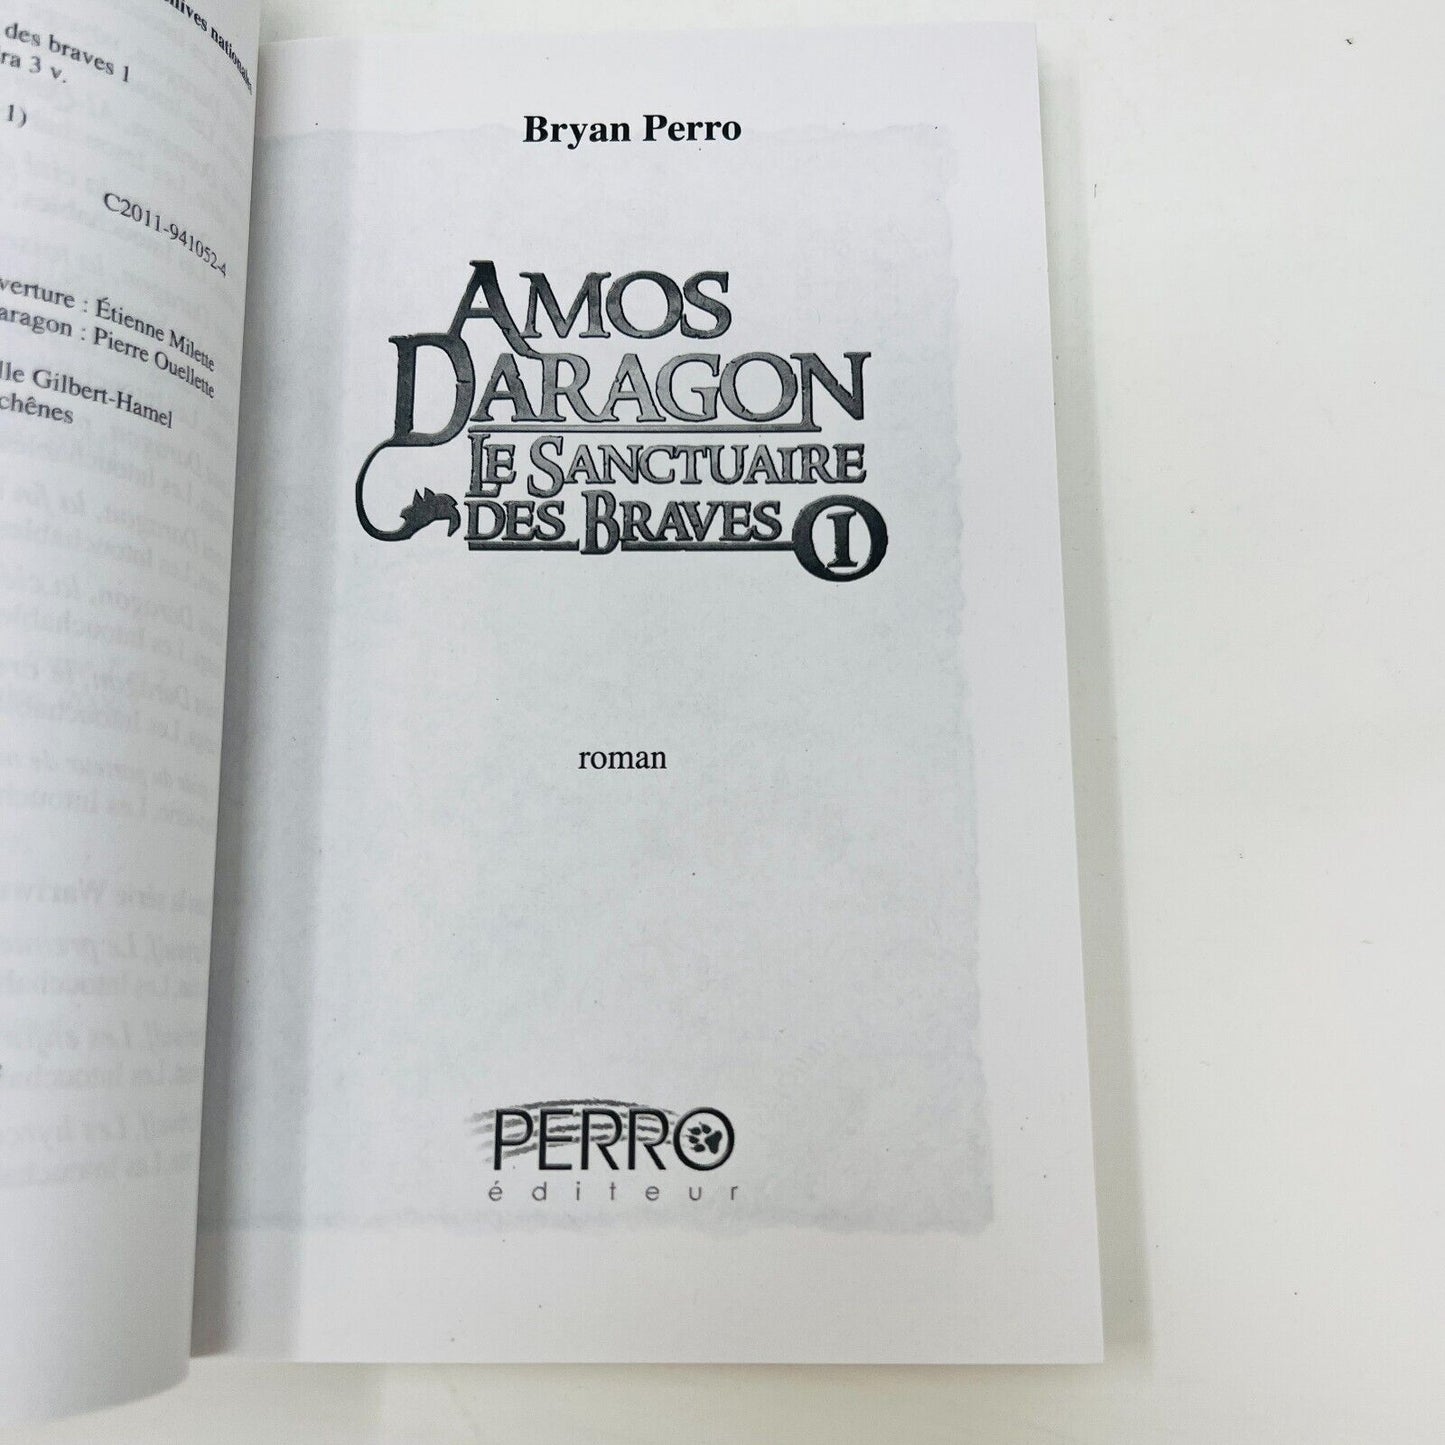 nationales
des braves 1
3 v.
1)
C2011-941052-4
verture : Étienne Milette
aragon : Pierre Ouellette
lle Gilbert-Hamel
chênes
Bryan Perro
AMOS
DARAGON
LE SANCTUAIRE
DES BRAVES I
roman
PERRO
éditeur